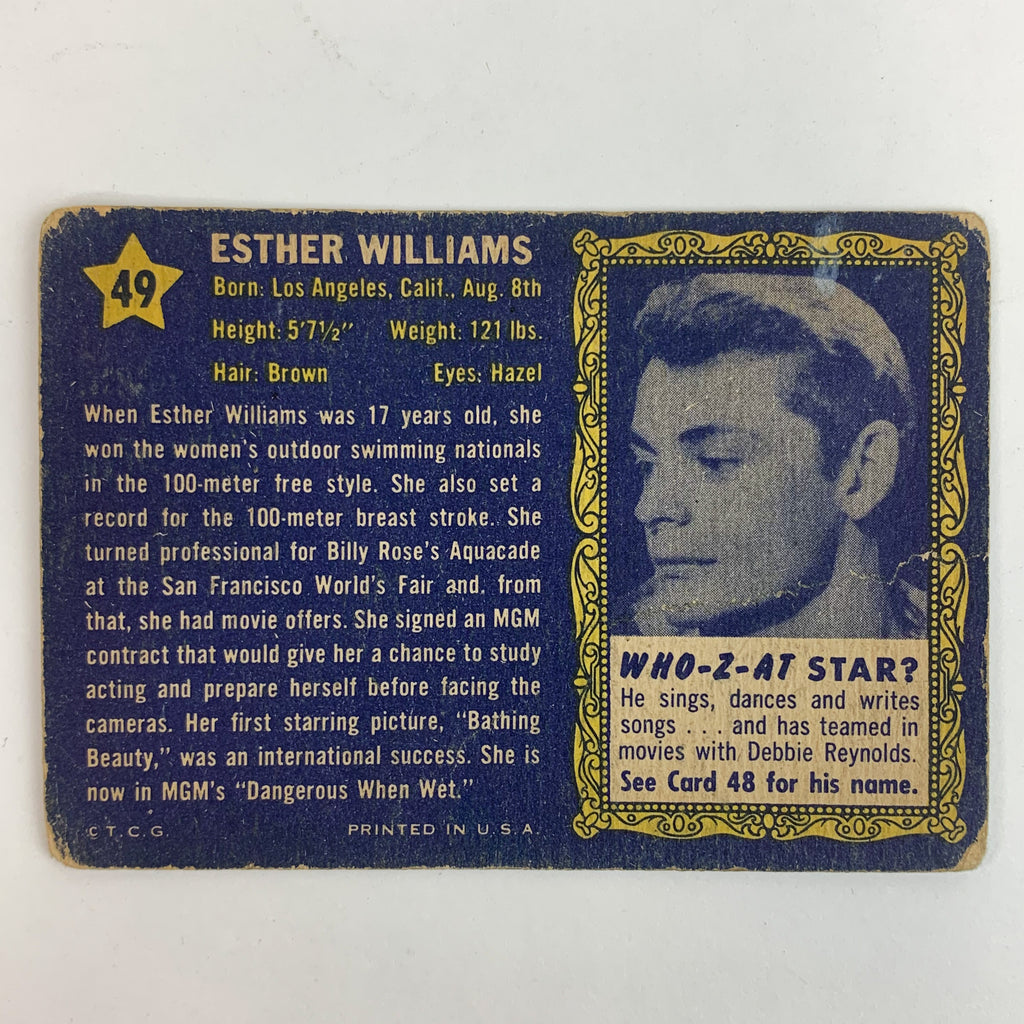 49
ESTHER WILLIAMS
Born: Los Angeles, Calif., Aug. 8th
Height: 5'7½" Weight: 121 lbs.
Hair: Brown Eyes: Hazel
When Esther Williams was 17 years old, she
won the women's outdoor swimming nationals
in the 100-meter free style. She also set a
record for the 100-meter breast stroke. She
turned professional for Billy Rose's Aquacade
at the San Francisco World's Fair and, from
that, she had movie offers. She signed an MGM
contract that would give her a chance to study
acting and prepare herself before facing the
cameras. Her first starring picture, "Bathing
Beauty," was an international success. She is
now in MGM's "Dangerous When Wet."
© T. C. G.
PRINTED IN U. S. A.
WHO-Z-AT STAR?
He sings, dances and writes
songs . . . and has teamed in
movies with Debbie Reynolds.
See Card 48 for his name.